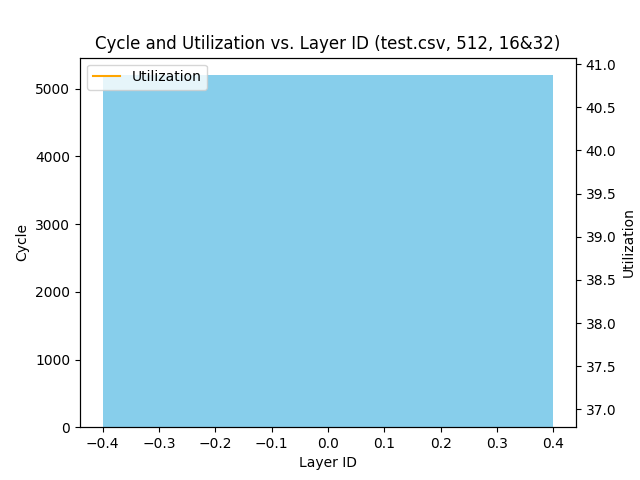 Cycle and Utilization vs. Layer ID (test.csv, 512, 16&32)
Utilization
5000
4000
3000
2000
1000
0
Cycle
41.0
40.5
40.0
39.5
39.0
38.5
38.0
37.5
37.0
Utilization
−0.4 −0.3 −0.2 −0.1 0.0 0.1 0.2 0.3 0.4
Layer ID